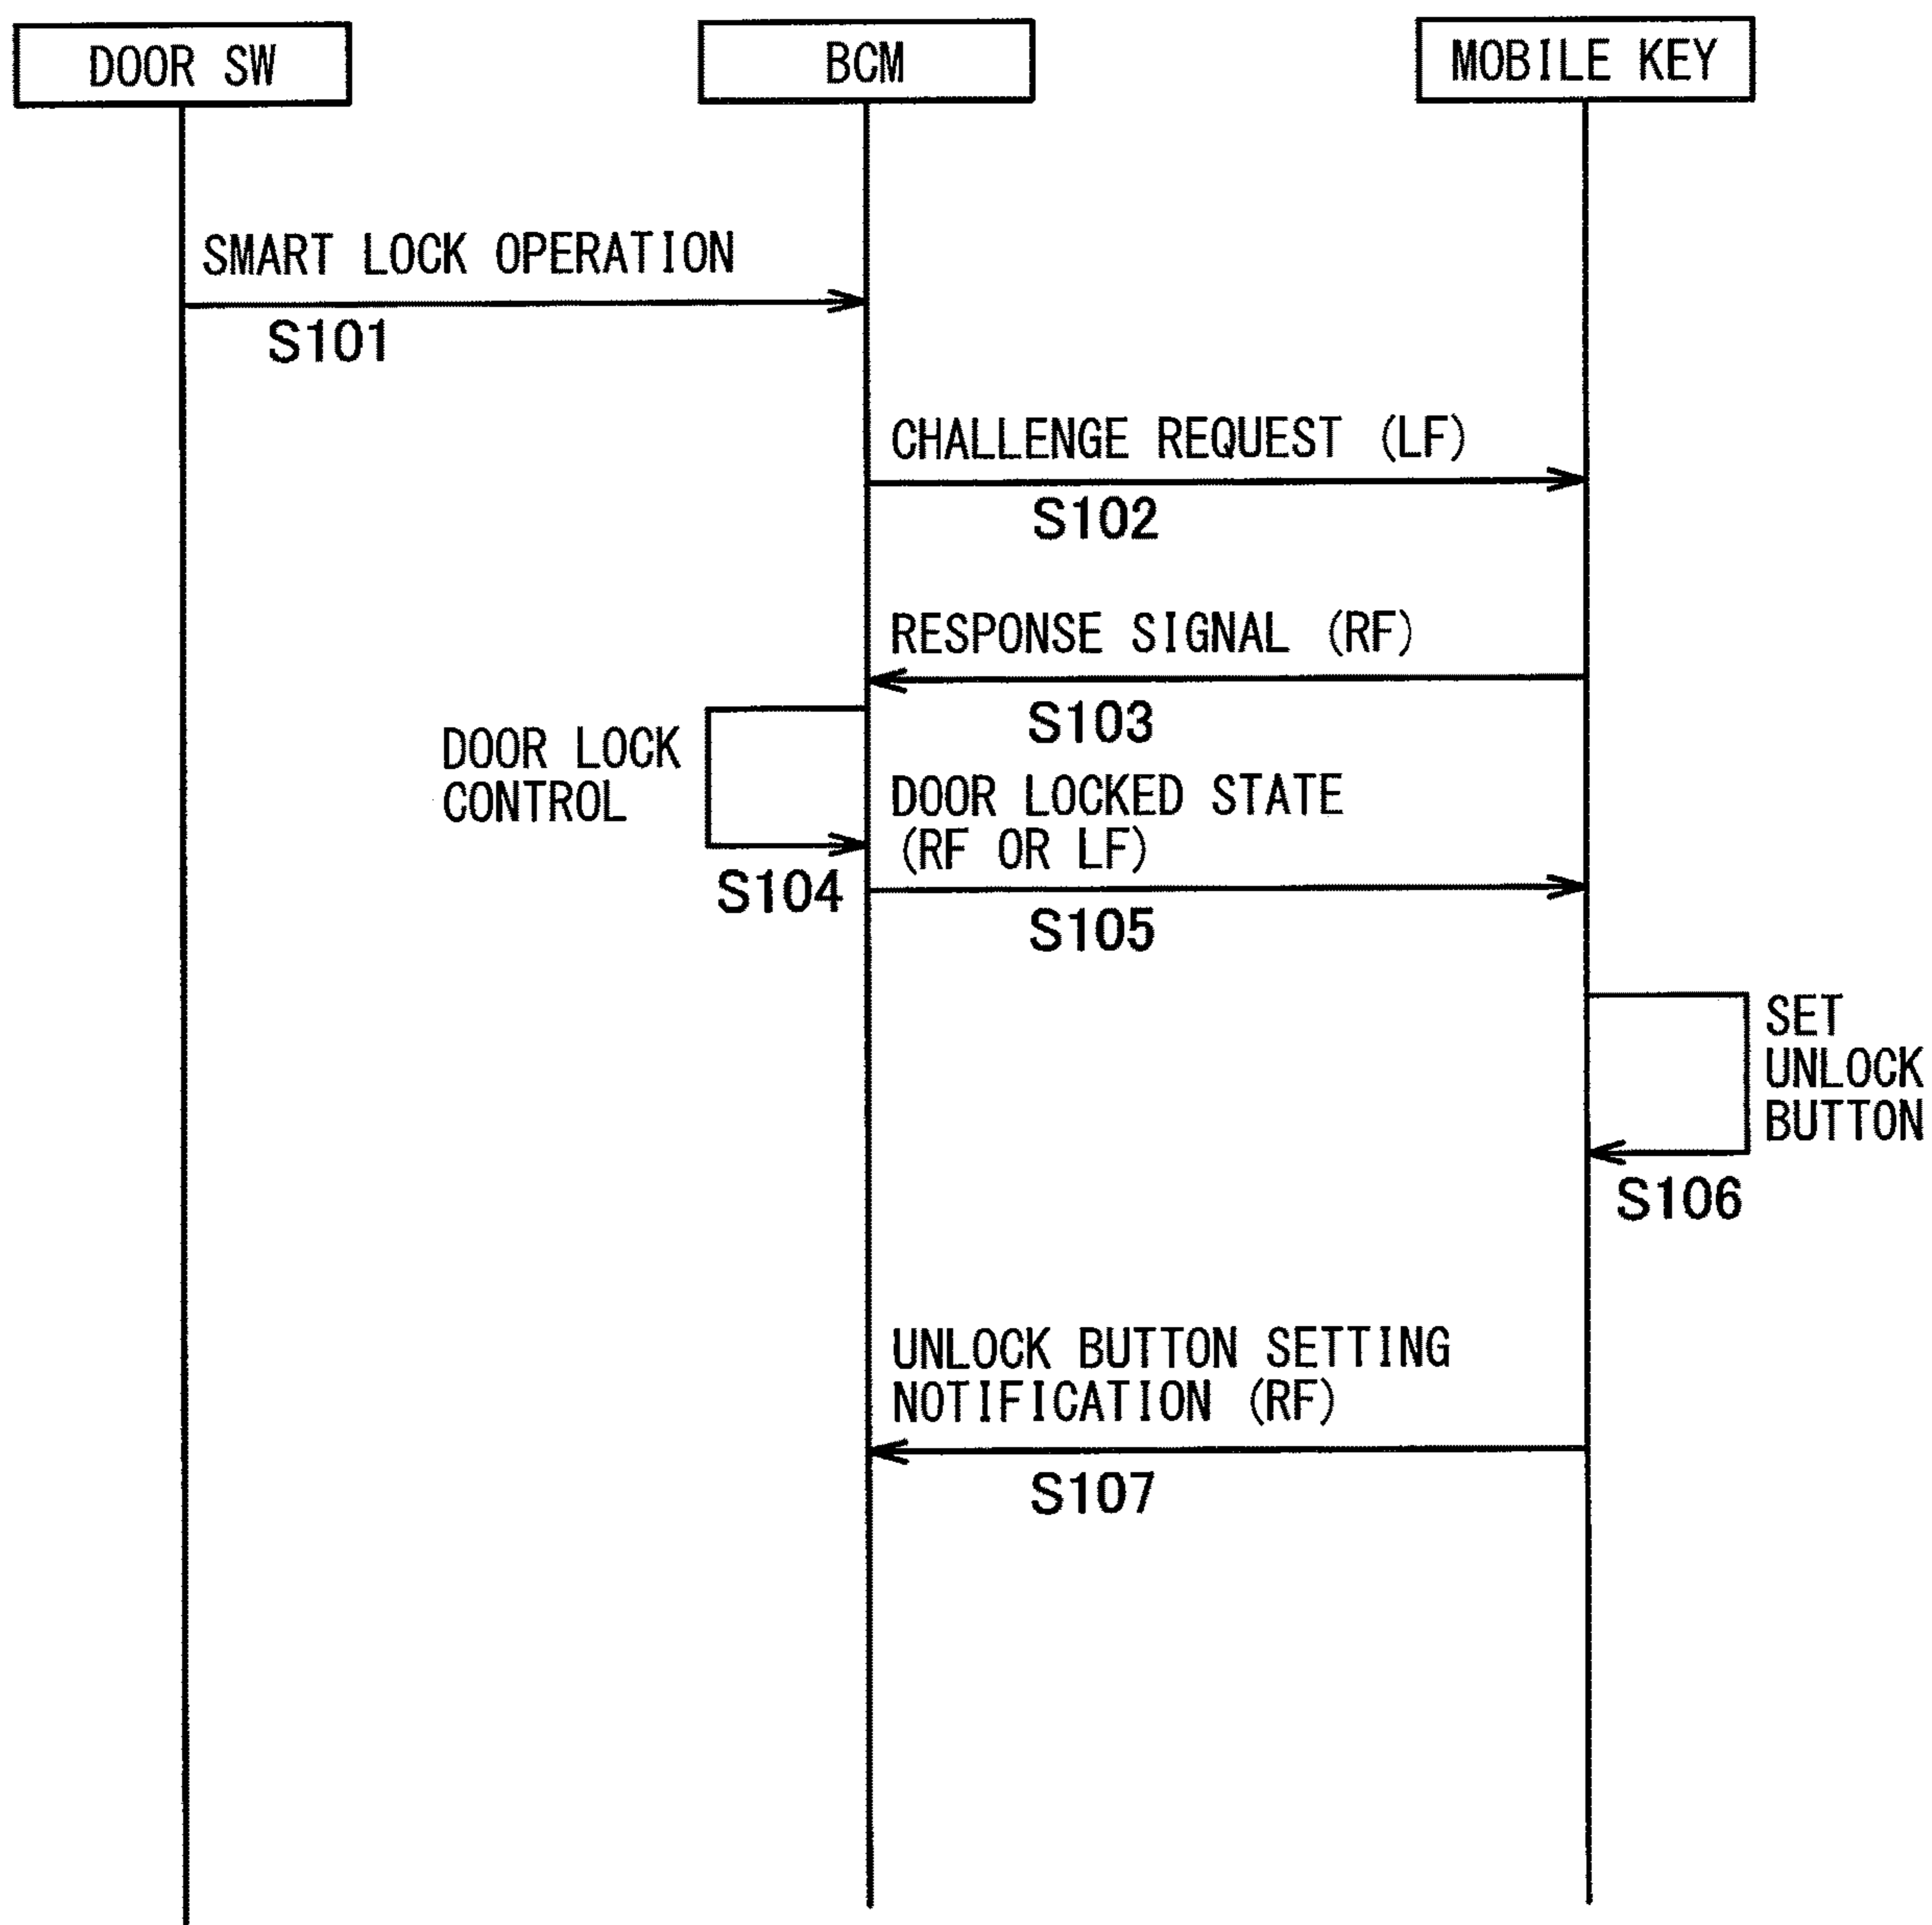 DOOR SW
BCM
MOBILE KEY
SMART LOCK OPERATION
S101
CHALLENGE REQUEST (LF)
S102
RESPONSE SIGNAL (RF)
S103
DOOR LOCK
CONTROL
S104
DOOR LOCKED STATE
(RF OR LF)
S105
SET
UNLOCK
BUTTON
S106
UNLOCK BUTTON SETTING
NOTIFICATION (RF)
S107